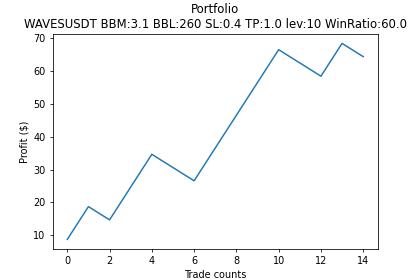 Portfolio
WAVESUSDT BBM:3.1 BBL:260 SL:0.4 TP:1.0 lev:10 WinRatio:60.0
70
60
50
40
30
20
10
Profit ($)
0 2 4 6 8 10 12 14
Trade counts